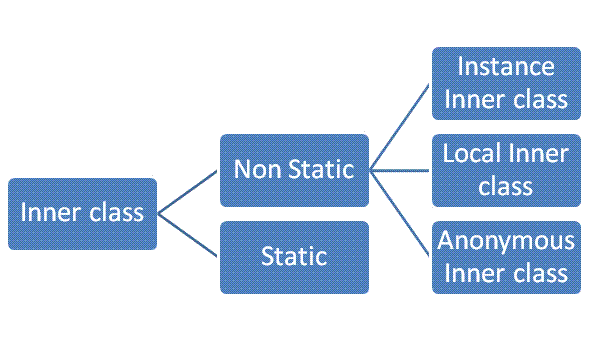 Inner class
Non Static
Static
Instance
Inner class
Local Inner
class
Anonymous
Inner class